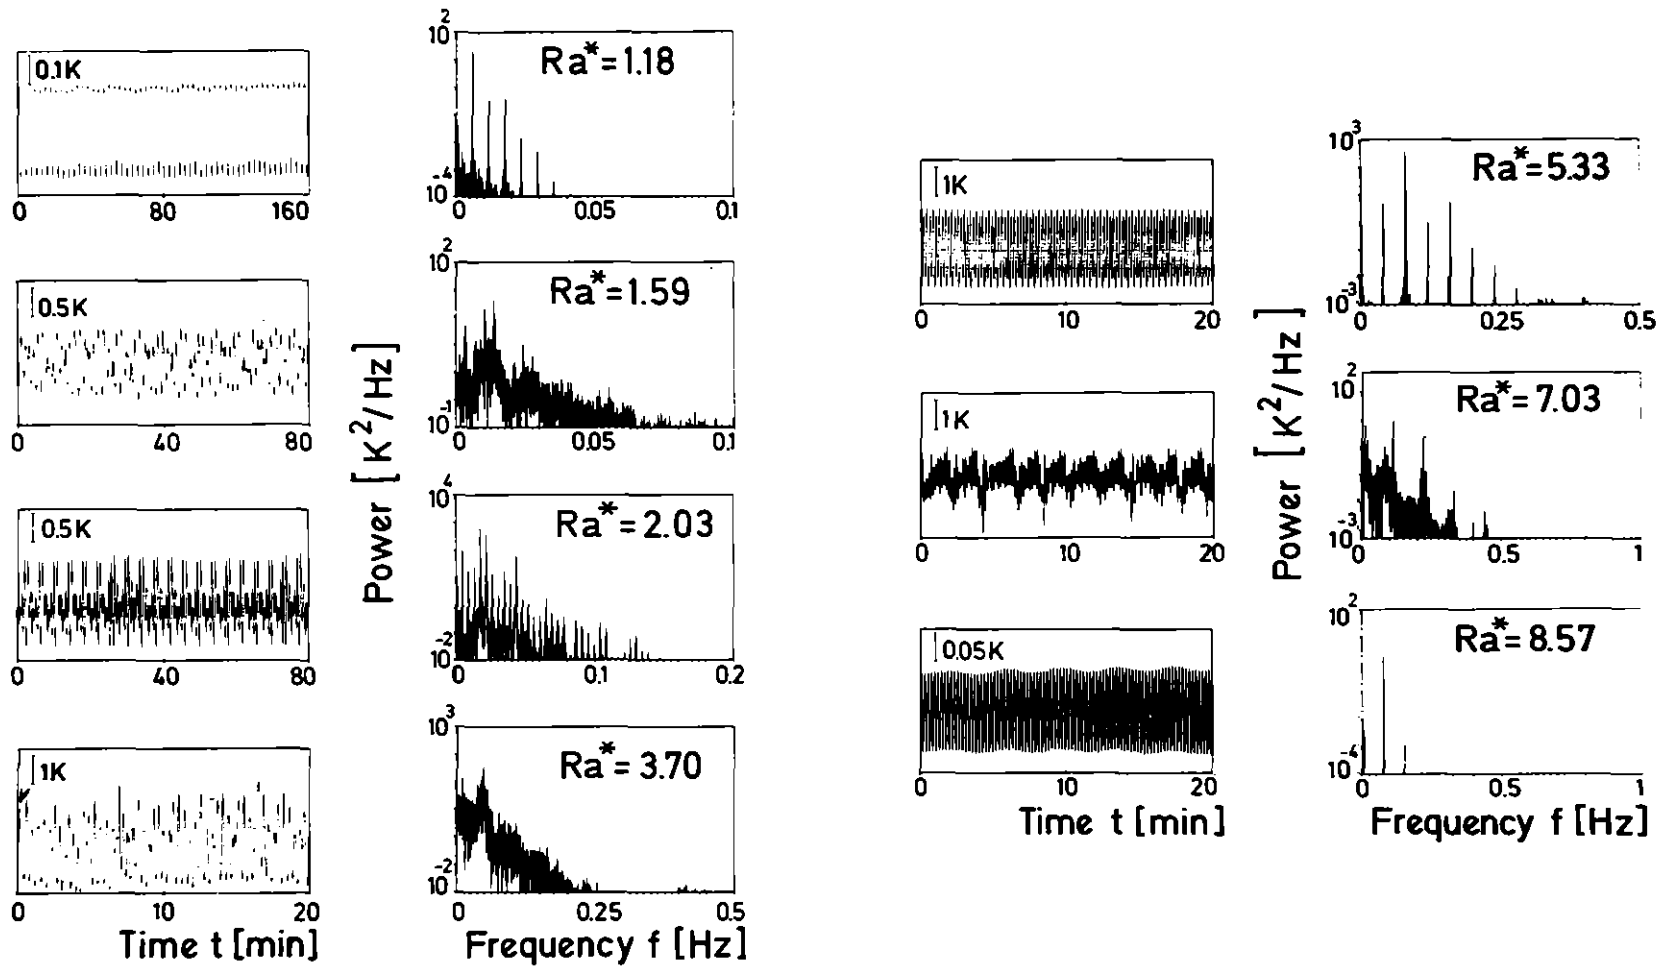 0.1K
0 80 160
10^2
Ra*=1.18
10^-4
0 0.05 0.1
0.5K
0 40 80
10^2
Ra*=1.59
10^-1
0 0.05 0.1
0.5K
0 40 80
10^4
Ra*=2.03
10^-2
0 0.1 0.2
1K
0 10 20
Time t [min]
10^3
Ra*=3.70
10^-2
0 0.25 0.5
Frequency f [Hz]
Power [K^2/Hz]
1K
0 10 20
10^3
Ra*=5.33
10^-3
0 0.25 0.5
1K
0 10 20
10^2
Ra*=7.03
10^-3
0 0.5 1
0.05K
0 10 20
Time t [min]
10^2
Ra*=8.57
10^-4
0 0.5 1
Frequency f [Hz]
Power [K^2/Hz]